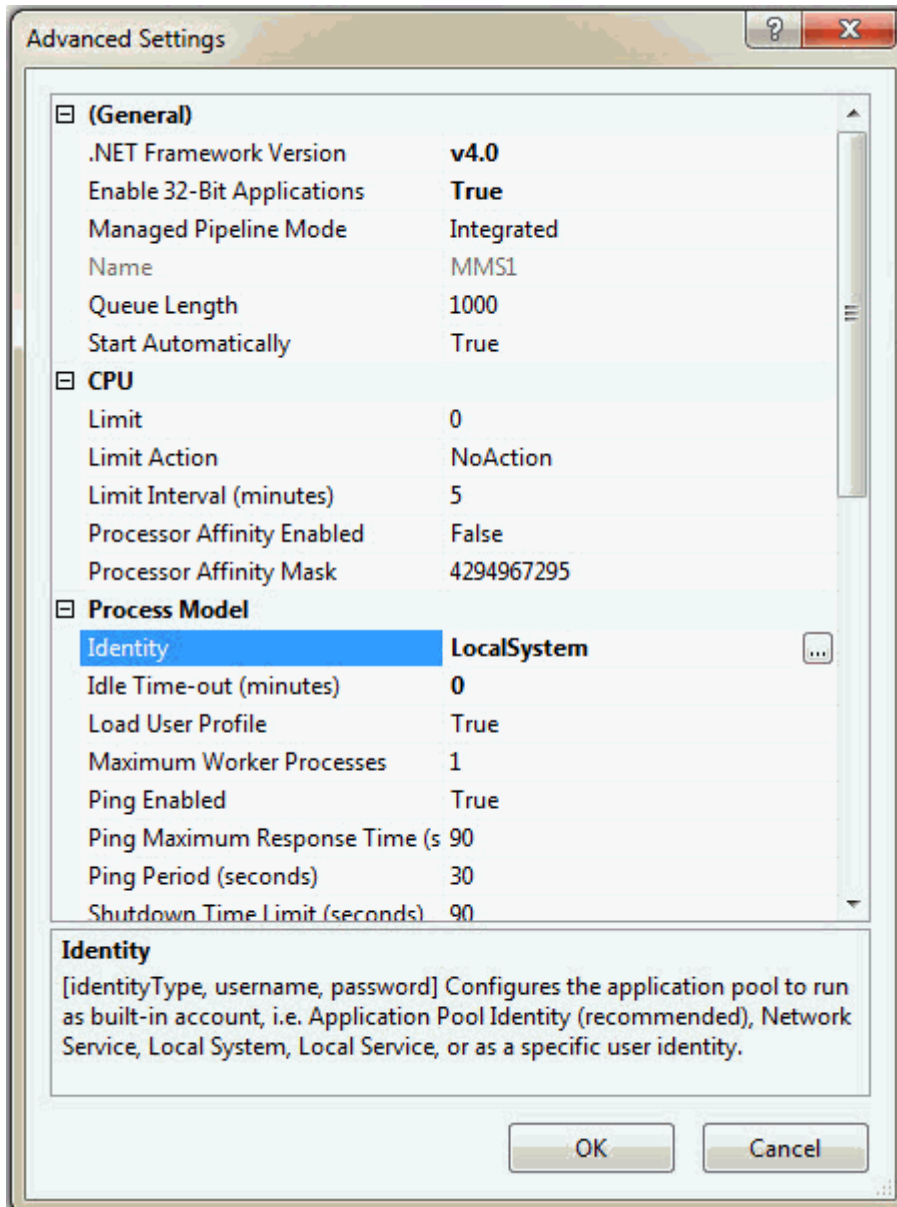 Advanced Settings
(General)
.NET Framework Version v4.0
Enable 32-Bit Applications True
Managed Pipeline Mode Integrated
Name MMS1
Queue Length 1000
Start Automatically True
CPU
Limit 0
Limit Action NoAction
Limit Interval (minutes) 5
Processor Affinity Enabled False
Processor Affinity Mask 4294967295
Process Model
Identity LocalSystem ...
Idle Time-out (minutes) 0
Load User Profile True
Maximum Worker Processes 1
Ping Enabled True
Ping Maximum Response Time (s 90
Ping Period (seconds) 30
Shutdown Time Limit (seconds) 90
Identity
[identityType, username, password] Configures the application pool to run
as built-in account, i.e. Application Pool Identity (recommended), Network
Service, Local System, Local Service, or as a specific user identity.
OK Cancel